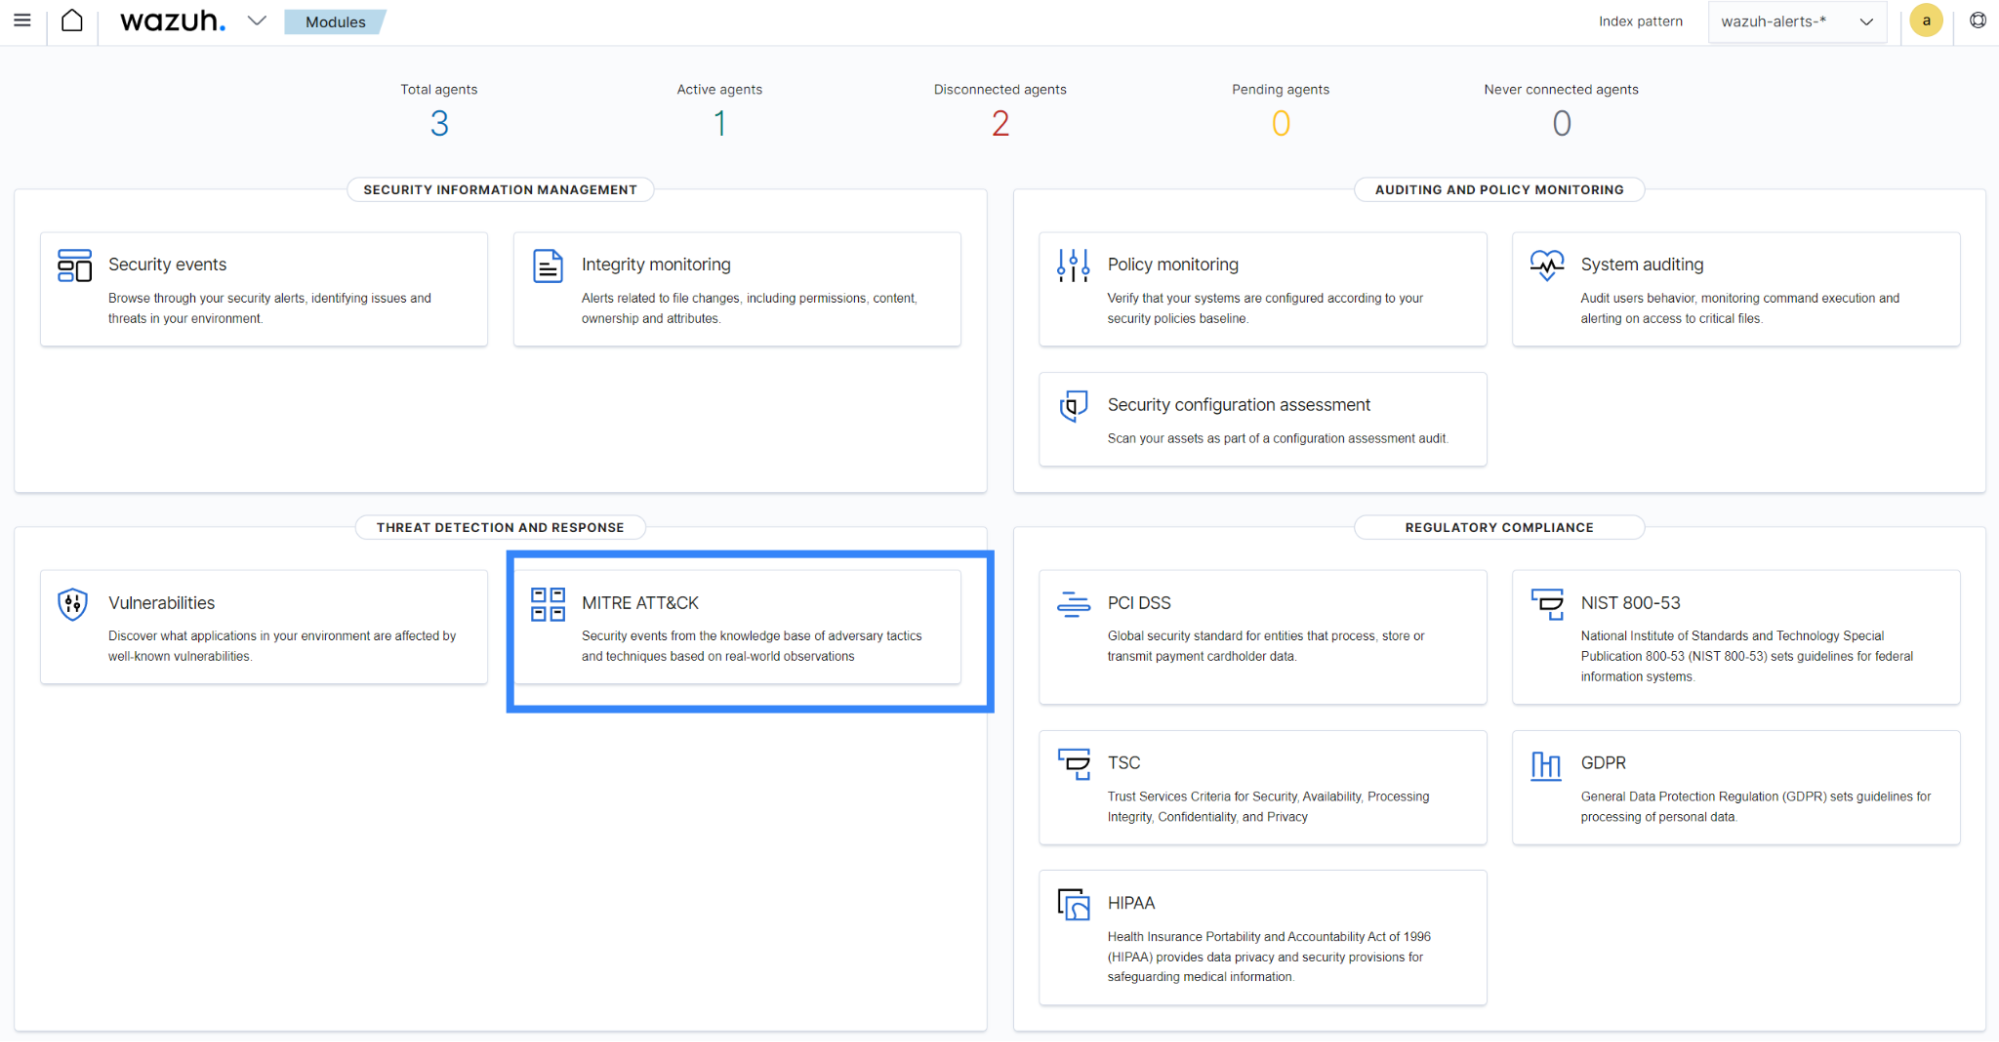 wazuh.
Modules
Index pattern
wazuh-alerts-*
a
Total agents
3
Active agents
1
Disconnected agents
2
Pending agents
0
Never connected agents
0
SECURITY INFORMATION MANAGEMENT
Security events
Browse through your security alerts, identifying issues and
threats in your environment.
Integrity monitoring
Alerts related to file changes, including permissions, content,
ownership and attributes.
AUDITING AND POLICY MONITORING
Policy monitoring
Verify that your systems are configured according to your
security policies baseline.
System auditing
Audit users behavior, monitoring command execution and
alerting on access to critical files.
Security configuration assessment
Scan your assets as part of a configuration assessment audit.
THREAT DETECTION AND RESPONSE
Vulnerabilities
Discover what applications in your environment are affected by
well-known vulnerabilities.
MITRE ATT&CK
Security events from the knowledge base of adversary tactics
and techniques based on real-world observations
REGULATORY COMPLIANCE
PCI DSS
Global security standard for entities that process, store or
transmit payment cardholder data.
NIST 800-53
National Institute of Standards and Technology Special
Publication 800-53 (NIST 800-53) sets guidelines for federal
information systems.
TSC
Trust Services Criteria for Security, Availability, Processing
Integrity, Confidentiality, and Privacy
GDPR
General Data Protection Regulation (GDPR) sets guidelines for
processing of personal data.
HIPAA
Health Insurance Portability and Accountability Act of 1996
(HIPAA) provides data privacy and security provisions for
safeguarding medical information.